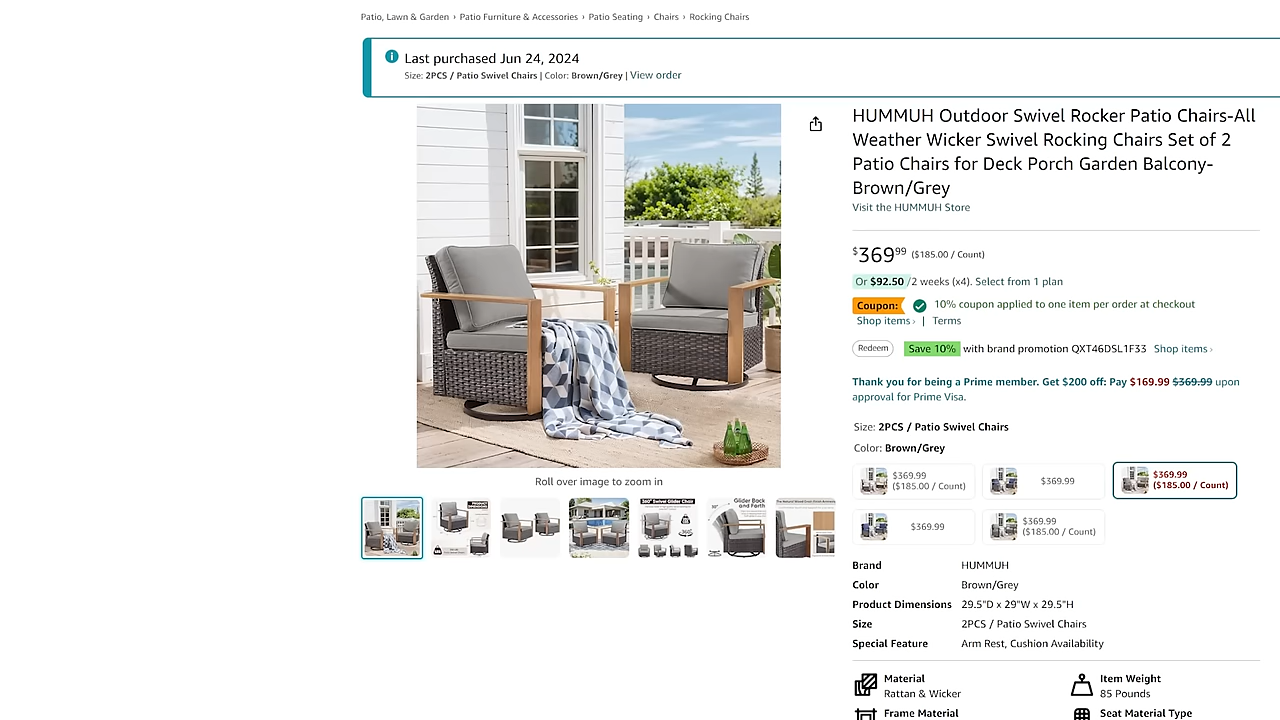 Patio, Lawn & Garden › Patio Furniture & Accessories › Patio Seating › Chairs › Rocking Chairs
Last purchased Jun 24, 2024
Size: 2PCS / Patio Swivel Chairs | Color: Brown/Grey | View order
HUMMUH Outdoor Swivel Rocker Patio Chairs-All
Weather Wicker Swivel Rocking Chairs Set of 2
Patio Chairs for Deck Porch Garden Balcony-
Brown/Grey
Visit the HUMMUH Store
$369.99 ($185.00 / Count)
Or $92.50 /2 weeks (x4). Select from 1 plan
Coupon: 10% coupon applied to one item per order at checkout
Shop items › | Terms
Redeem Save 10% with brand promotion QXT46DSL1F33 Shop items ›
Thank you for being a Prime member. Get $200 off: Pay $169.99 $369.99 upon
approval for Prime Visa.
Size: 2PCS / Patio Swivel Chairs
Color: Brown/Grey
$369.99
($185.00 / Count)
$369.99
$369.99
($185.00 / Count)
$369.99
$369.99
($185.00 / Count)
Roll over image to zoom in
360° Swivel Glider Chair
Glider Back
and Forth
Brand HUMMUH
Color Brown/Grey
Product Dimensions 29.5"D x 29"W x 29.5"H
Size 2PCS / Patio Swivel Chairs
Special Feature Arm Rest, Cushion Availability
Material
Rattan & Wicker
Item Weight
85 Pounds
Frame Material
Seat Material Type